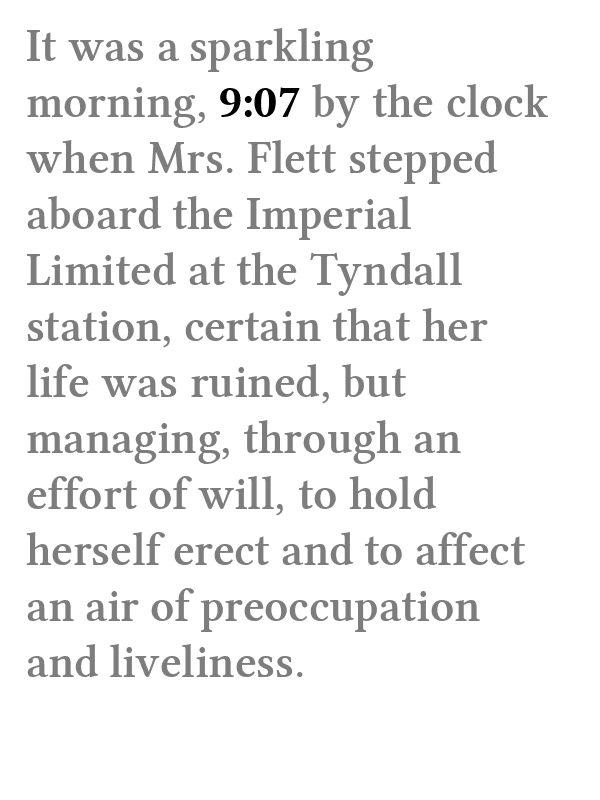 It was a sparkling
morning, 9:07 by the clock
when Mrs. Flett stepped
aboard the Imperial
Limited at the Tyndall
station, certain that her
life was ruined, but
managing, through an
effort of will, to hold
herself erect and to affect
an air of preoccupation
and liveliness.